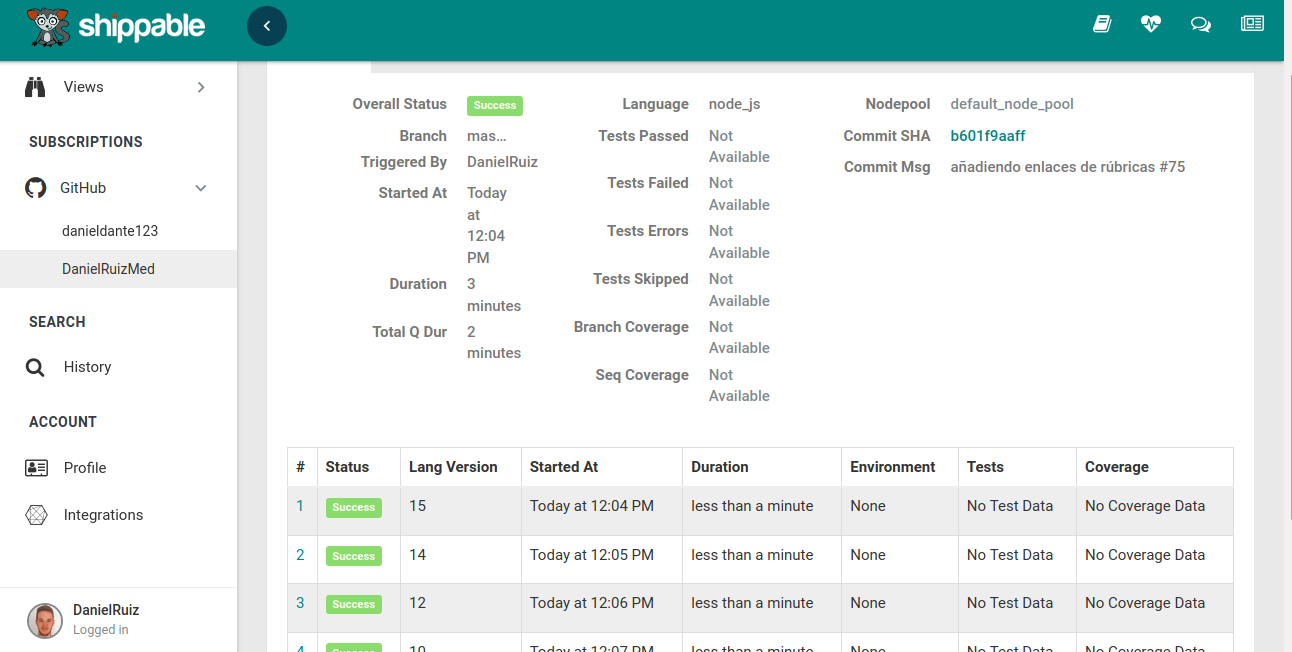 shippable
Views
SUBSCRIPTIONS
GitHub
danieldante123
DanielRuizMed
SEARCH
History
ACCOUNT
Profile
Integrations
DanielRuiz
Logged in
Overall Status Success
Branch mas…
Triggered By DanielRuiz
Started At Today
at
12:04
PM
Duration 3
minutes
Total Q Dur 2
minutes
Language node_js
Tests Passed Not
Available
Tests Failed Not
Available
Tests Errors Not
Available
Tests Skipped Not
Available
Branch Coverage Not
Available
Seq Coverage Not
Available
Nodepool default_node_pool
Commit SHA b601f9aaff
Commit Msg añadiendo enlaces de rúbricas #75
# Status Lang Version Started At Duration Environment Tests Coverage
1 Success 15 Today at 12:04 PM less than a minute None No Test Data No Coverage Data
2 Success 14 Today at 12:05 PM less than a minute None No Test Data No Coverage Data
3 Success 12 Today at 12:06 PM less than a minute None No Test Data No Coverage Data
4 Success 10 Today at 12:07 PM less than a minute None No Test Data No Coverage Data